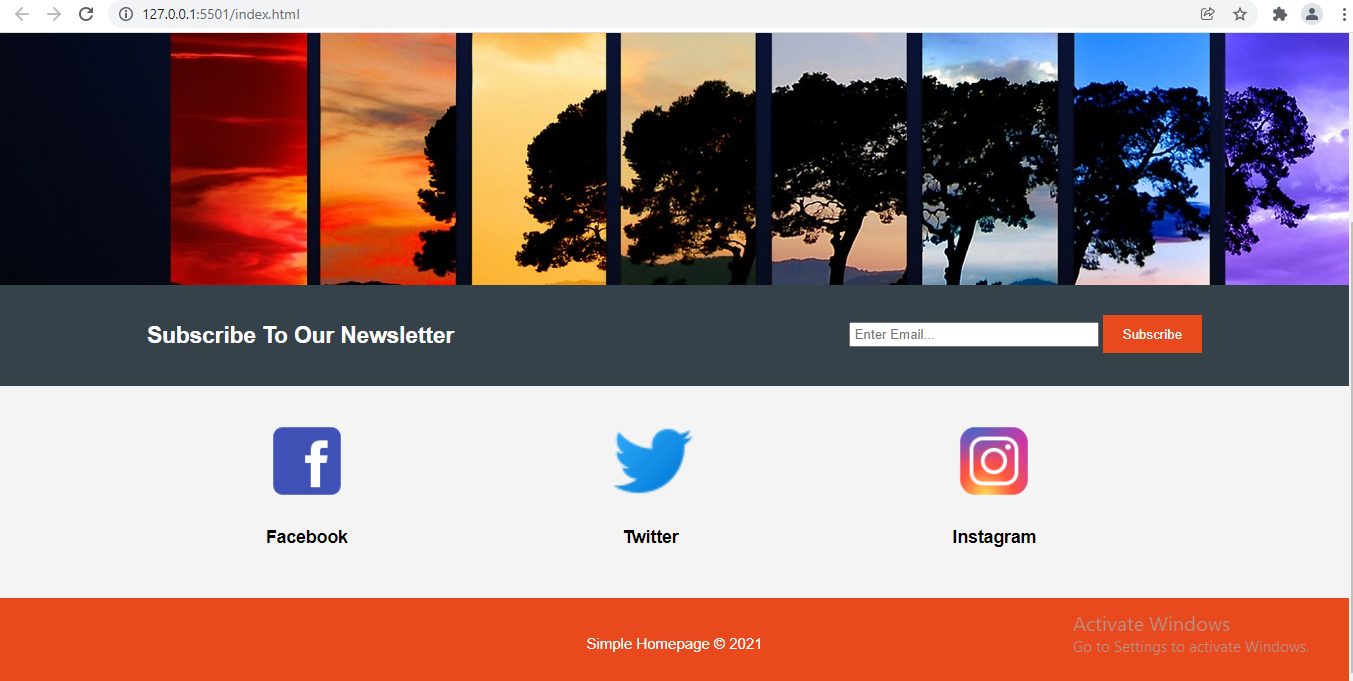 127.0.0.1:5501/index.html
Subscribe To Our Newsletter
Enter Email...
Subscribe
Facebook
Twitter
Instagram
Simple Homepage © 2021
Activate Windows
Go to Settings to activate Windows.